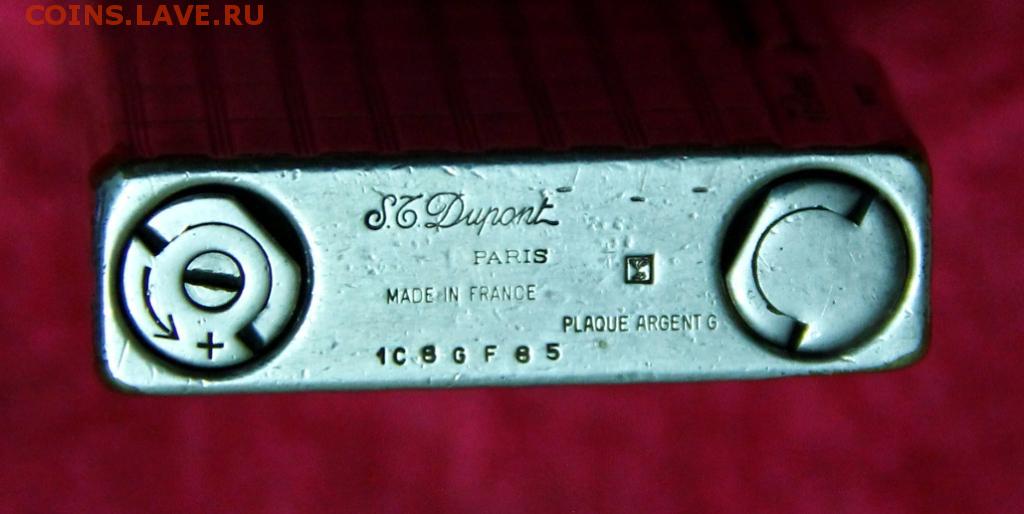 COINS.LAVE.RU
S.T. Dupont
PARIS
MADE IN FRANCE
PLAQUE ARGENT G
1C8GF85
+